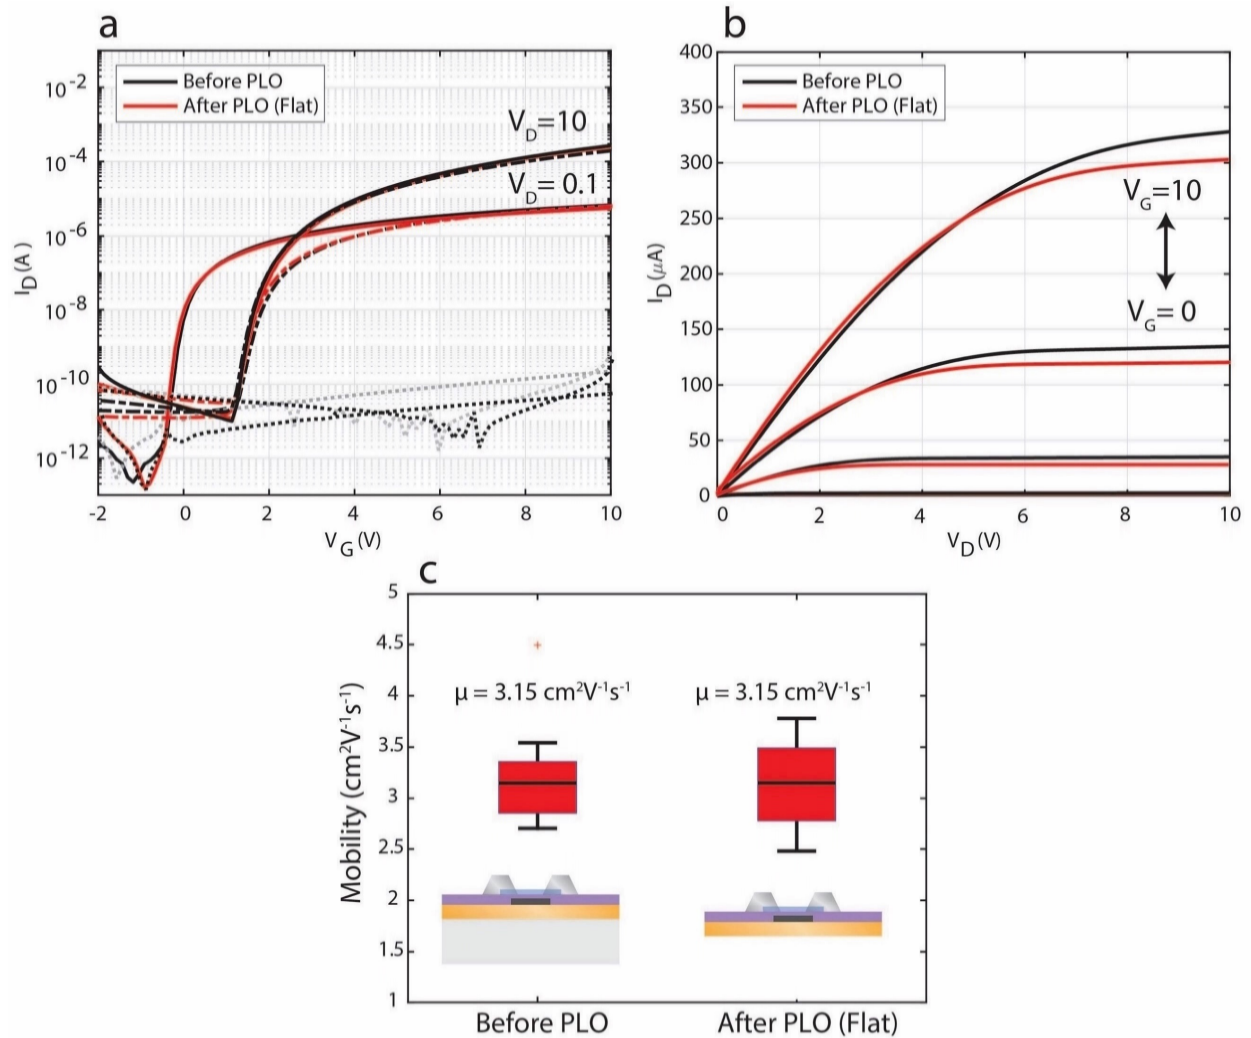 a
Before PLO
After PLO (Flat)
V_D=10
V_D= 0.1
I_D(A)
10⁻²
10⁻⁴
10⁻⁶
10⁻⁸
10⁻¹⁰
10⁻¹²
-2 0 2 4 6 8 10
V_G(V)
b
Before PLO
After PLO (Flat)
V_G=10
V_G= 0
I_D(μA)
400
350
300
250
200
150
100
50
0
0 2 4 6 8 10
V_D(V)
c
Mobility (cm²V⁻¹s⁻¹)
5
4.5
4
3.5
3
2.5
2
1.5
1
μ = 3.15 cm²V⁻¹s⁻¹
μ = 3.15 cm²V⁻¹s⁻¹
Before PLO
After PLO (Flat)